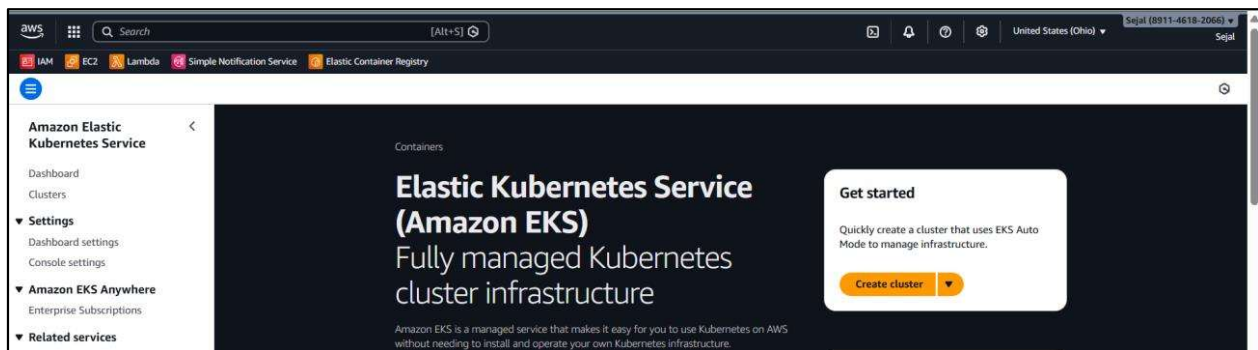 aws
Search [Alt+S]
United States (Ohio)
Sejal (8911-4618-2066)
Sejal
IAM EC2 Lambda Simple Notification Service Elastic Container Registry
Amazon Elastic
Kubernetes Service
Dashboard
Clusters
Settings
Dashboard settings
Console settings
Amazon EKS Anywhere
Enterprise Subscriptions
Related services
Containers
Elastic Kubernetes Service
(Amazon EKS)
Fully managed Kubernetes
cluster infrastructure
Amazon EKS is a managed service that makes it easy for you to use Kubernetes on AWS
without needing to install and operate your own Kubernetes infrastructure.
Get started
Quickly create a cluster that uses EKS Auto
Mode to manage infrastructure.
Create cluster